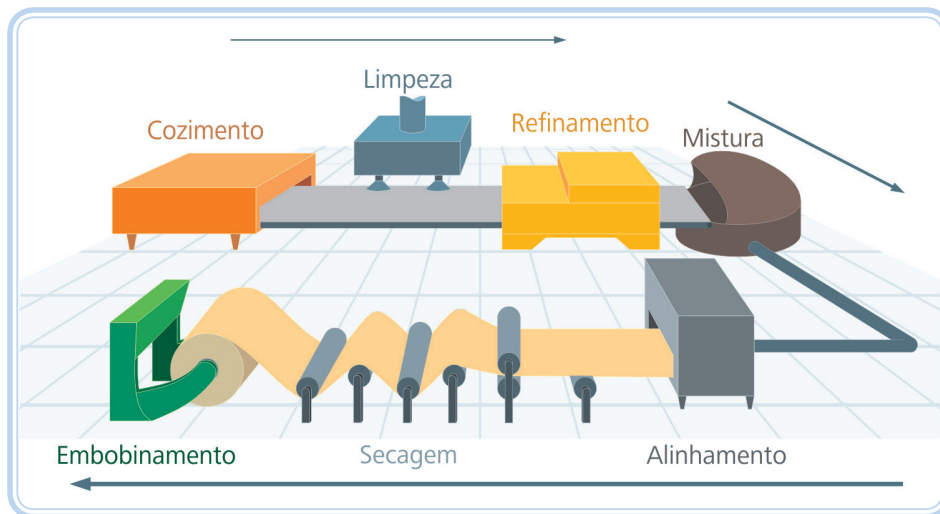 Limpeza
Cozimento
Refinamento
Mistura
Embobinamento
Secagem
Alinhamento